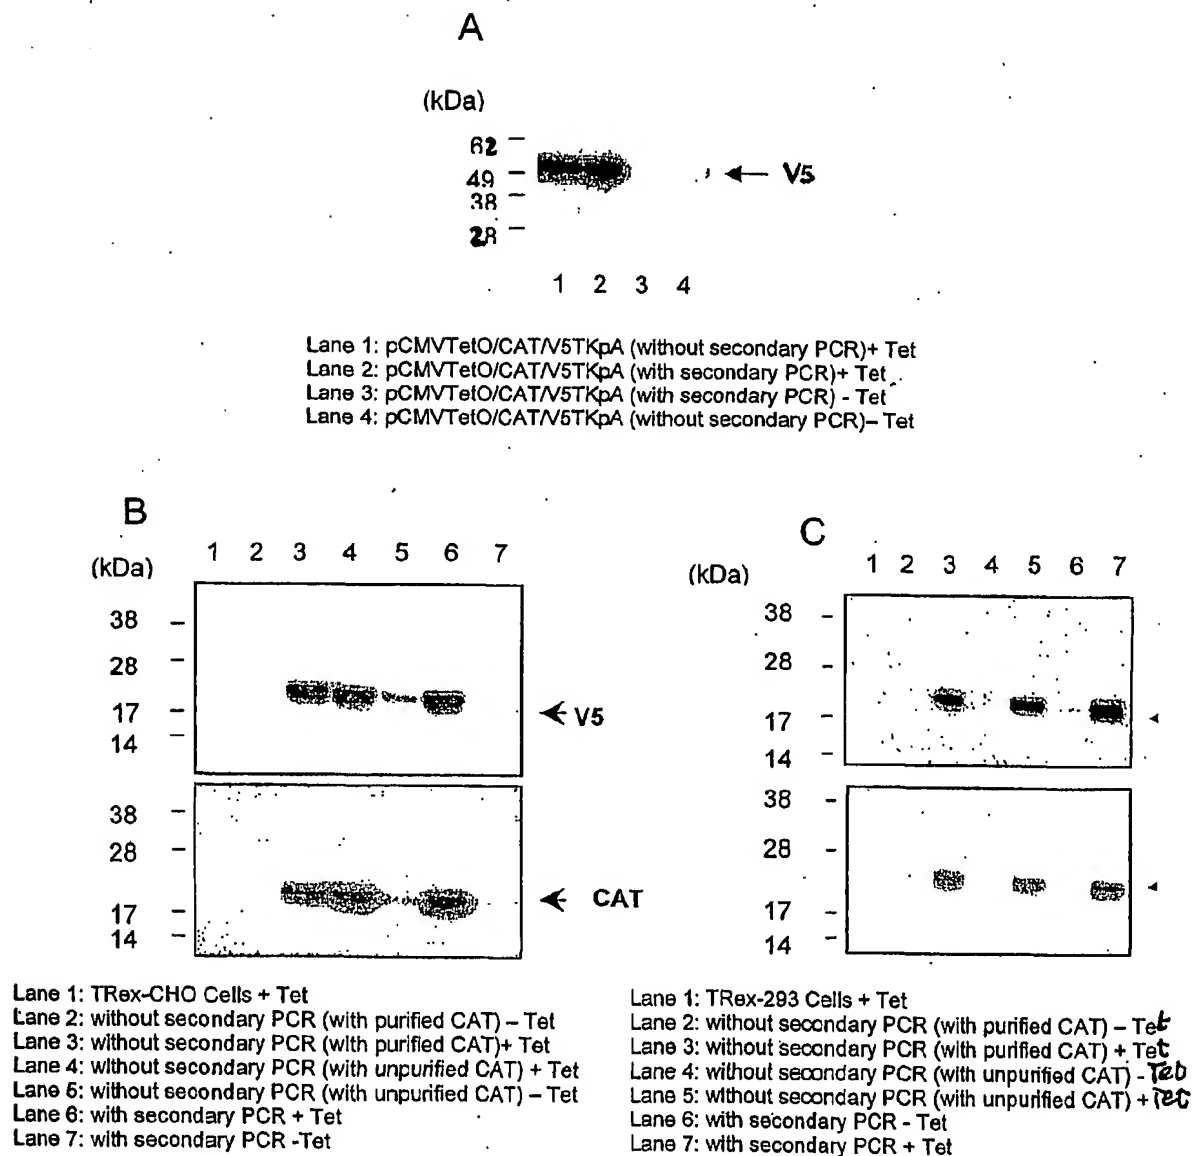 A
(kDa)
62
49
38
28
V5
1 2 3 4
Lane 1: pCMVTetO/CAT/V5TKpA (without secondary PCR)+ Tet
Lane 2: pCMVTetO/CAT/V5TKpA (with secondary PCR)+ Tet
Lane 3: pCMVTetO/CAT/V5TKpA (with secondary PCR) - Tet
Lane 4: pCMVTetO/CAT/V5TKpA (without secondary PCR)– Tet
B
(kDa)
1 2 3 4 5 6 7
38
28
17
14
V5
38
28
17
14
CAT
Lane 1: TRex-CHO Cells + Tet
Lane 2: without secondary PCR (with purified CAT) – Tet
Lane 3: without secondary PCR (with purified CAT)+ Tet
Lane 4: without secondary PCR (with unpurified CAT) + Tet
Lane 5: without secondary PCR (with unpurified CAT) – Tet
Lane 6: with secondary PCR + Tet
Lane 7: with secondary PCR -Tet
C
(kDa)
1 2 3 4 5 6 7
38
28
17
14
38
28
17
14
Lane 1: TRex-293 Cells + Tet
Lane 2: without secondary PCR (with purified CAT) – Tet
Lane 3: without secondary PCR (with purified CAT) + Tet
Lane 4: without secondary PCR (with unpurified CAT) -
Lane 5: without secondary PCR (with unpurified CAT) +
Lane 6: with secondary PCR - Tet
Lane 7: with secondary PCR + Tet